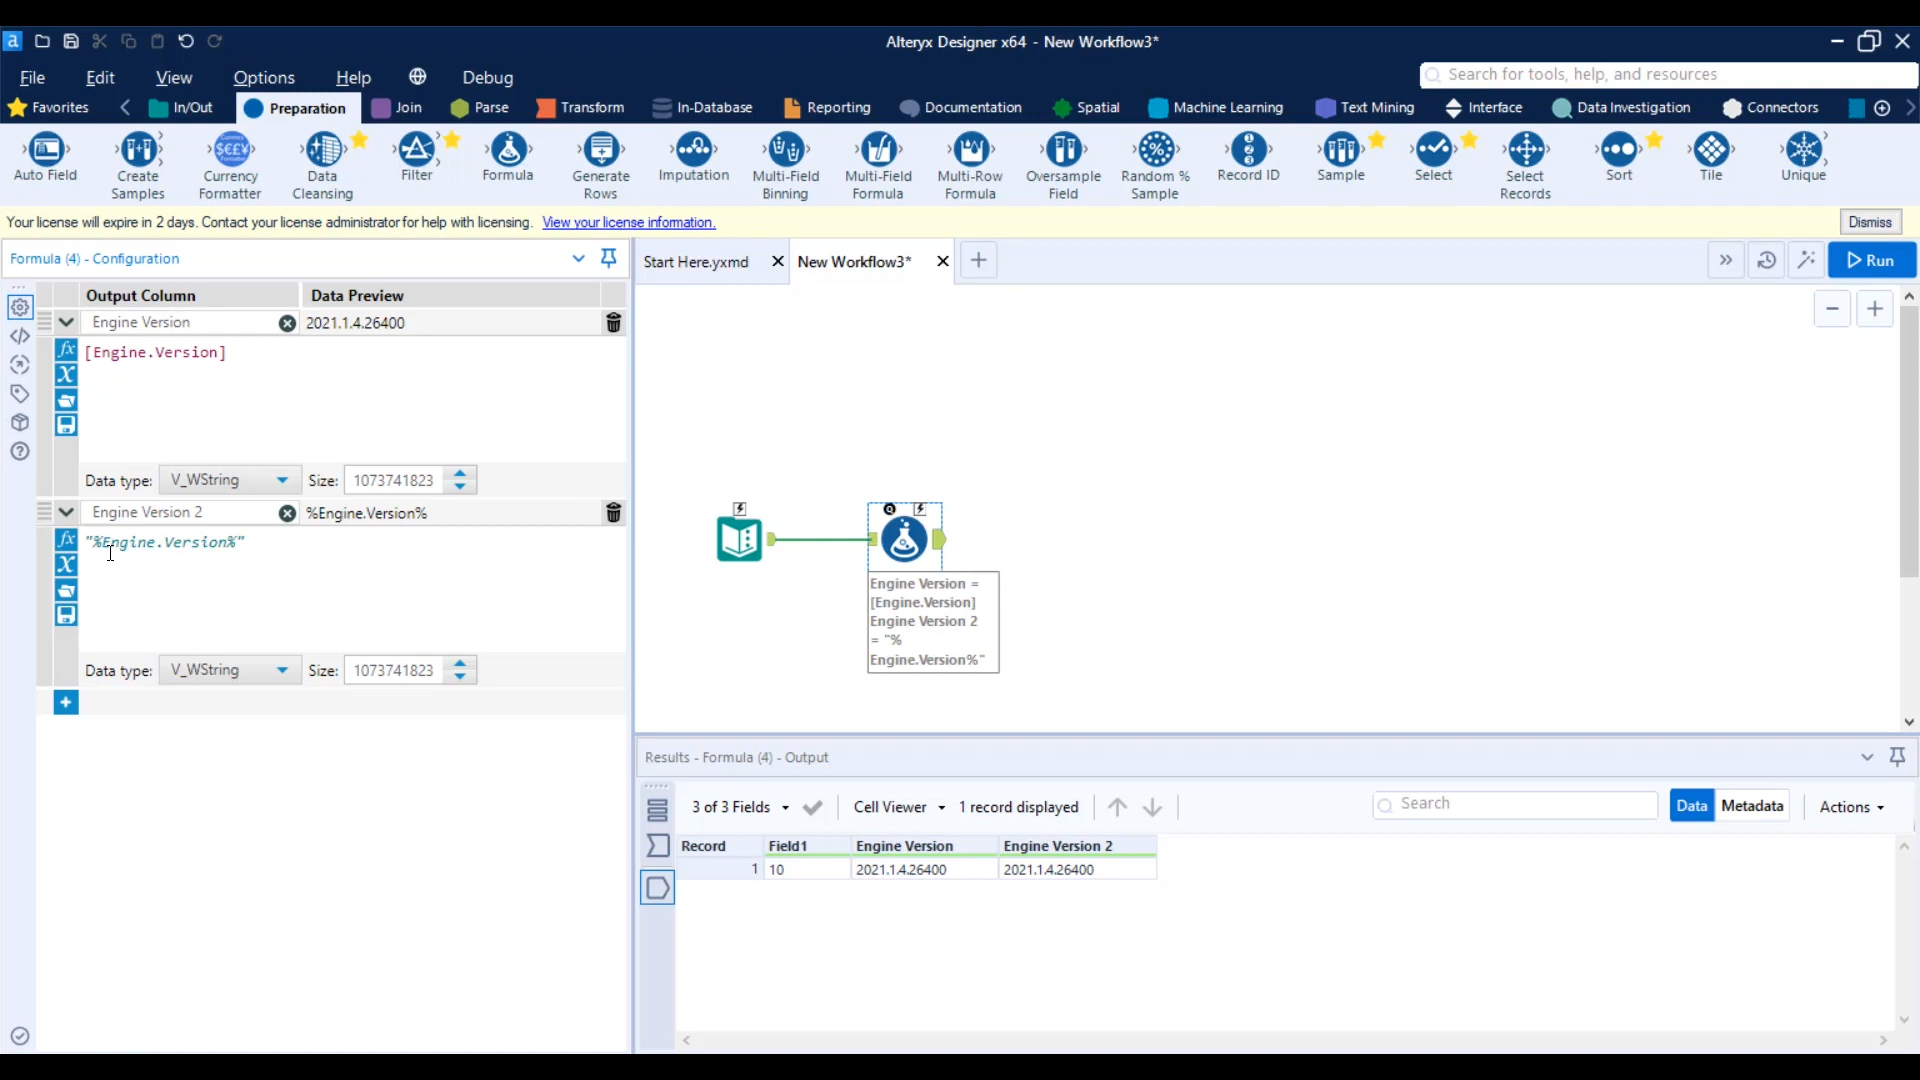 Alteryx Designer x64 - New Workflow3*
File Edit View Options Help Debug
Search for tools, help, and resources
Favorites In/Out Preparation Join Parse Transform In-Database Reporting Documentation Spatial Machine Learning Text Mining Interface Data Investigation Connectors
Auto Field
Create Samples
Currency Formatter
Data Cleansing
Filter
Formula
Generate Rows
Imputation
Multi-Field Binning
Multi-Field Formula
Multi-Row Formula
Oversample Field
Random % Sample
Record ID
Sample
Select
Select Records
Sort
Tile
Unique
Your license will expire in 2 days. Contact your license administrator for help with licensing. View your license information.
Dismiss
Formula (4) - Configuration
Start Here.yxmd
New Workflow3*
Run
Output Column Data Preview
Engine Version 2021.1.4.26400
[Engine.Version]
Data type: V_WString Size: 1073741823
Engine Version 2 %Engine.Version%
"%Engine.Version%"
Data type: V_WString Size: 1073741823
Engine Version =
[Engine.Version]
Engine Version 2
= "%
Engine.Version%"
Results - Formula (4) - Output
3 of 3 Fields Cell Viewer 1 record displayed Search Data Metadata Actions
Record Field1 Engine Version Engine Version 2
1 10 2021.1.4.26400 2021.1.4.26400